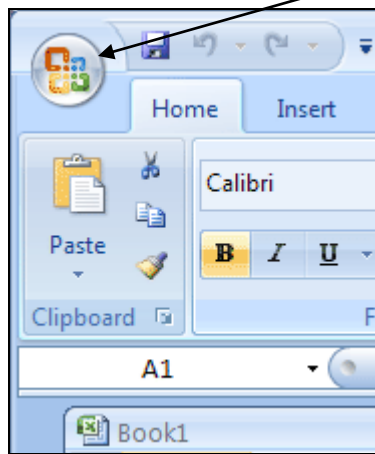 Home Insert
Calibri
Paste
B I U
Clipboard F
A1
Book1